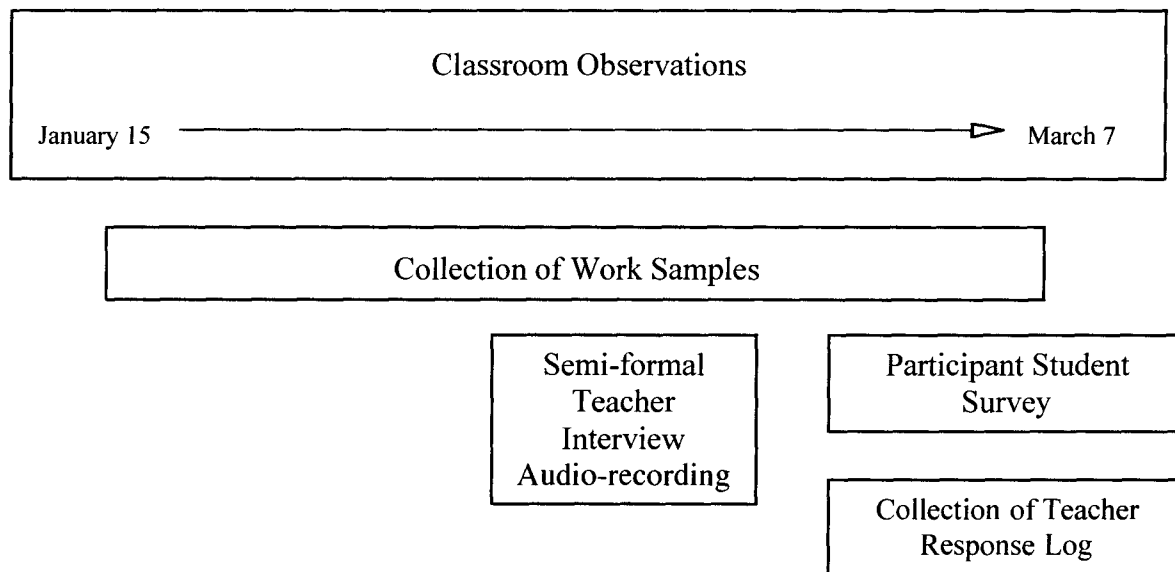 Classroom Observations
January 15
March 7
Collection of Work Samples
Semi-formal
Teacher
Interview
Audio-recording
Participant Student
Survey
Collection of Teacher
Response Log